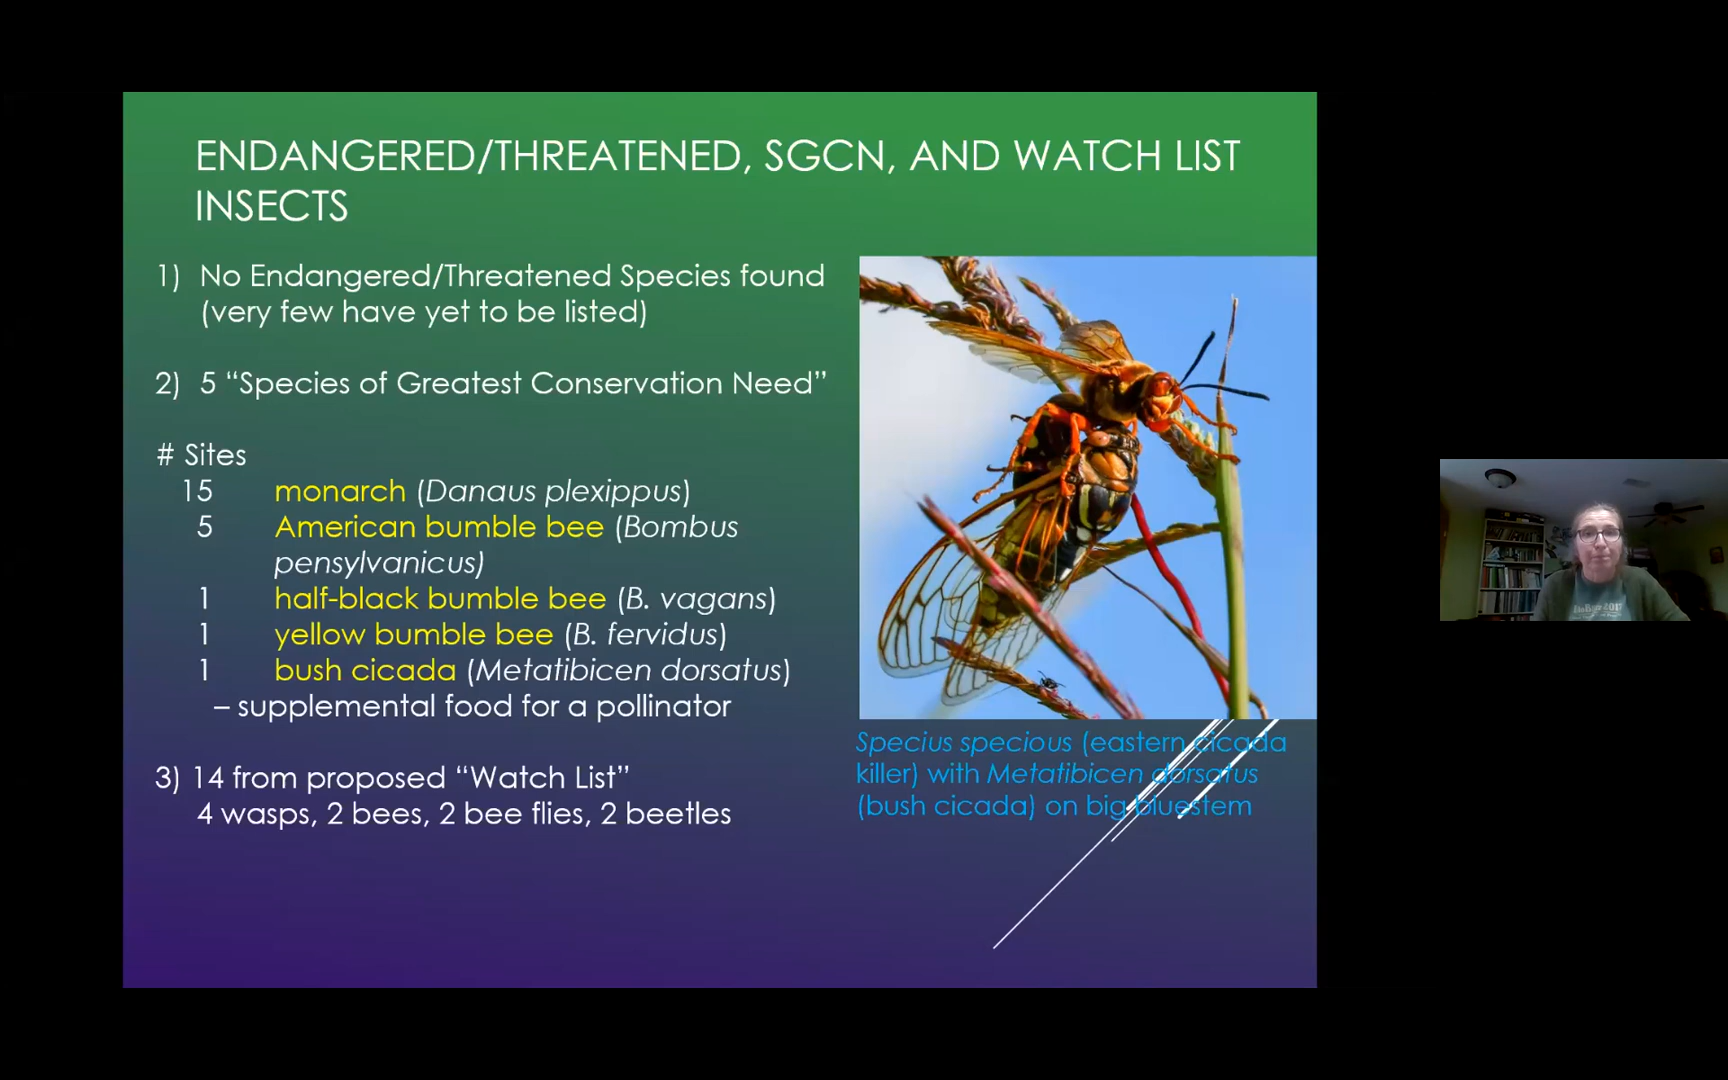 ENDANGERED/THREATENED, SGCN, AND WATCH LIST
INSECTS
1) No Endangered/Threatened Species found
(very few have yet to be listed)
2) 5 “Species of Greatest Conservation Need”
# Sites
15 monarch (Danaus plexippus)
5 American bumble bee (Bombus
pensylvanicus)
1 half-black bumble bee (B. vagans)
1 yellow bumble bee (B. fervidus)
1 bush cicada (Metatibicen dorsatus)
– supplemental food for a pollinator
3) 14 from proposed “Watch List”
4 wasps, 2 bees, 2 bee flies, 2 beetles
Specius specious (eastern cicada
killer) with Metatibicen dorsatus
(bush cicada) on big bluestem